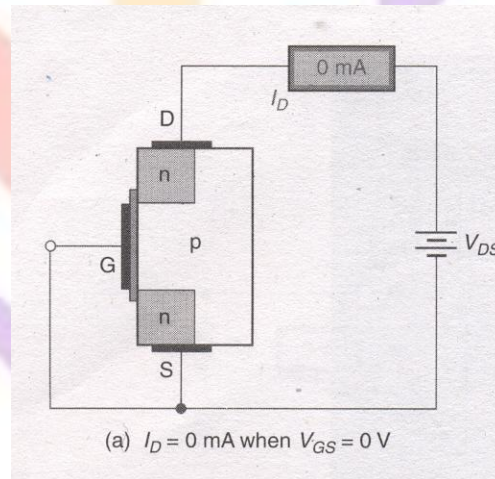 0 mA
I_D
D
n
p
G
V_DS
n
S
(a) I_D = 0 mA when V_GS = 0 V